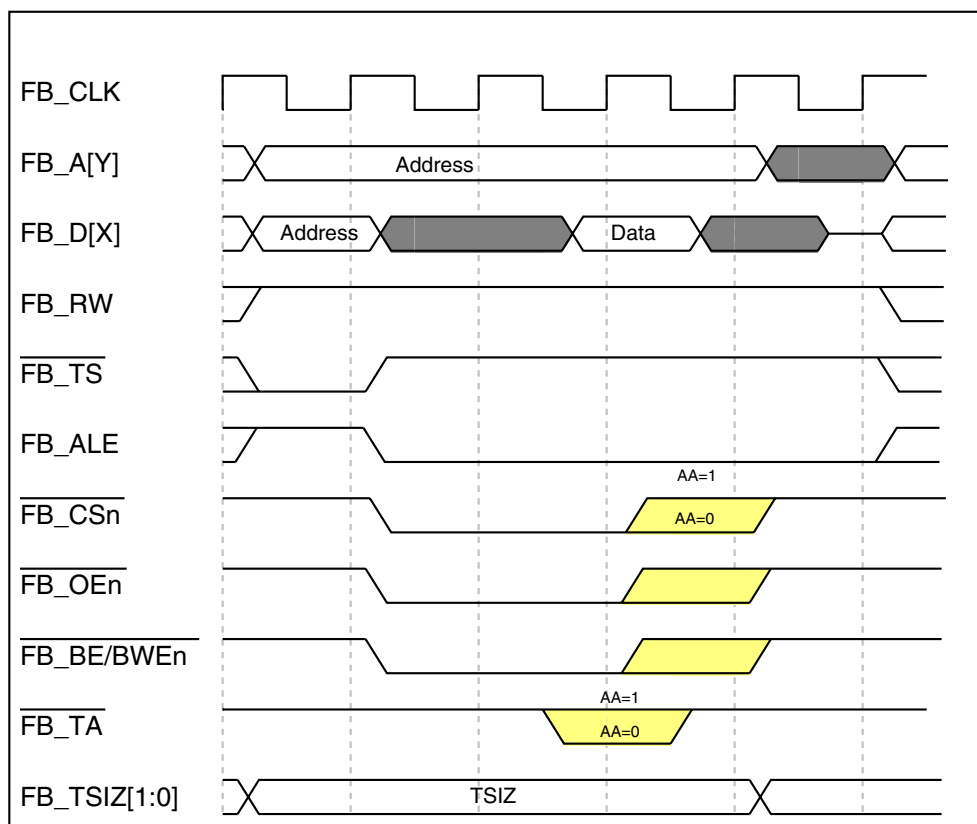 FB_CLK
FB_A[Y]
Address
FB_D[X]
Address
Data
FB_RW
FB_TS
FB_ALE
AA=1
FB_CSn
AA=0
FB_OEn
FB_BE/BWEn
AA=1
FB_TA
AA=0
FB_TSIZ[1:0]
TSIZ